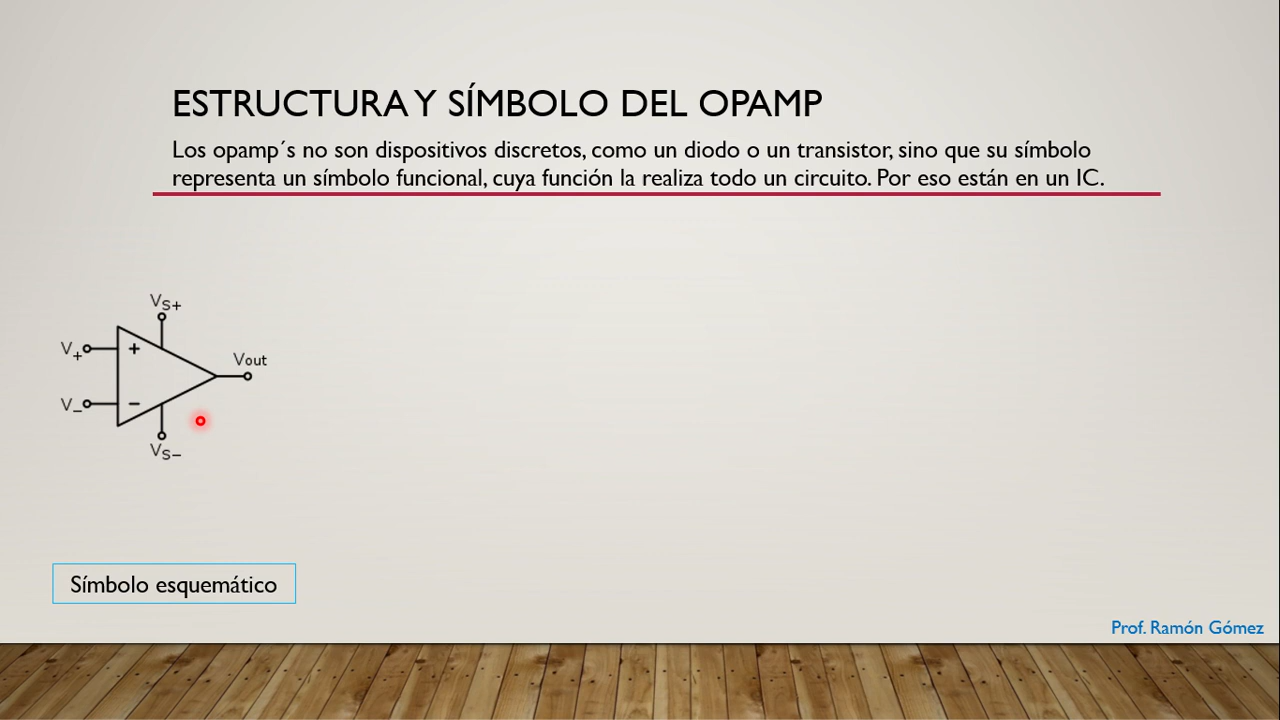 ESTRUCTURA Y SÍMBOLO DEL OPAMP
Los opamp´s no son dispositivos discretos, como un diodo o un transistor, sino que su símbolo
representa un símbolo funcional, cuya función la realiza todo un circuito. Por eso están en un IC.
VS+
V+
+
Vout
V−
−
VS−
Símbolo esquemático
Prof. Ramón Gómez